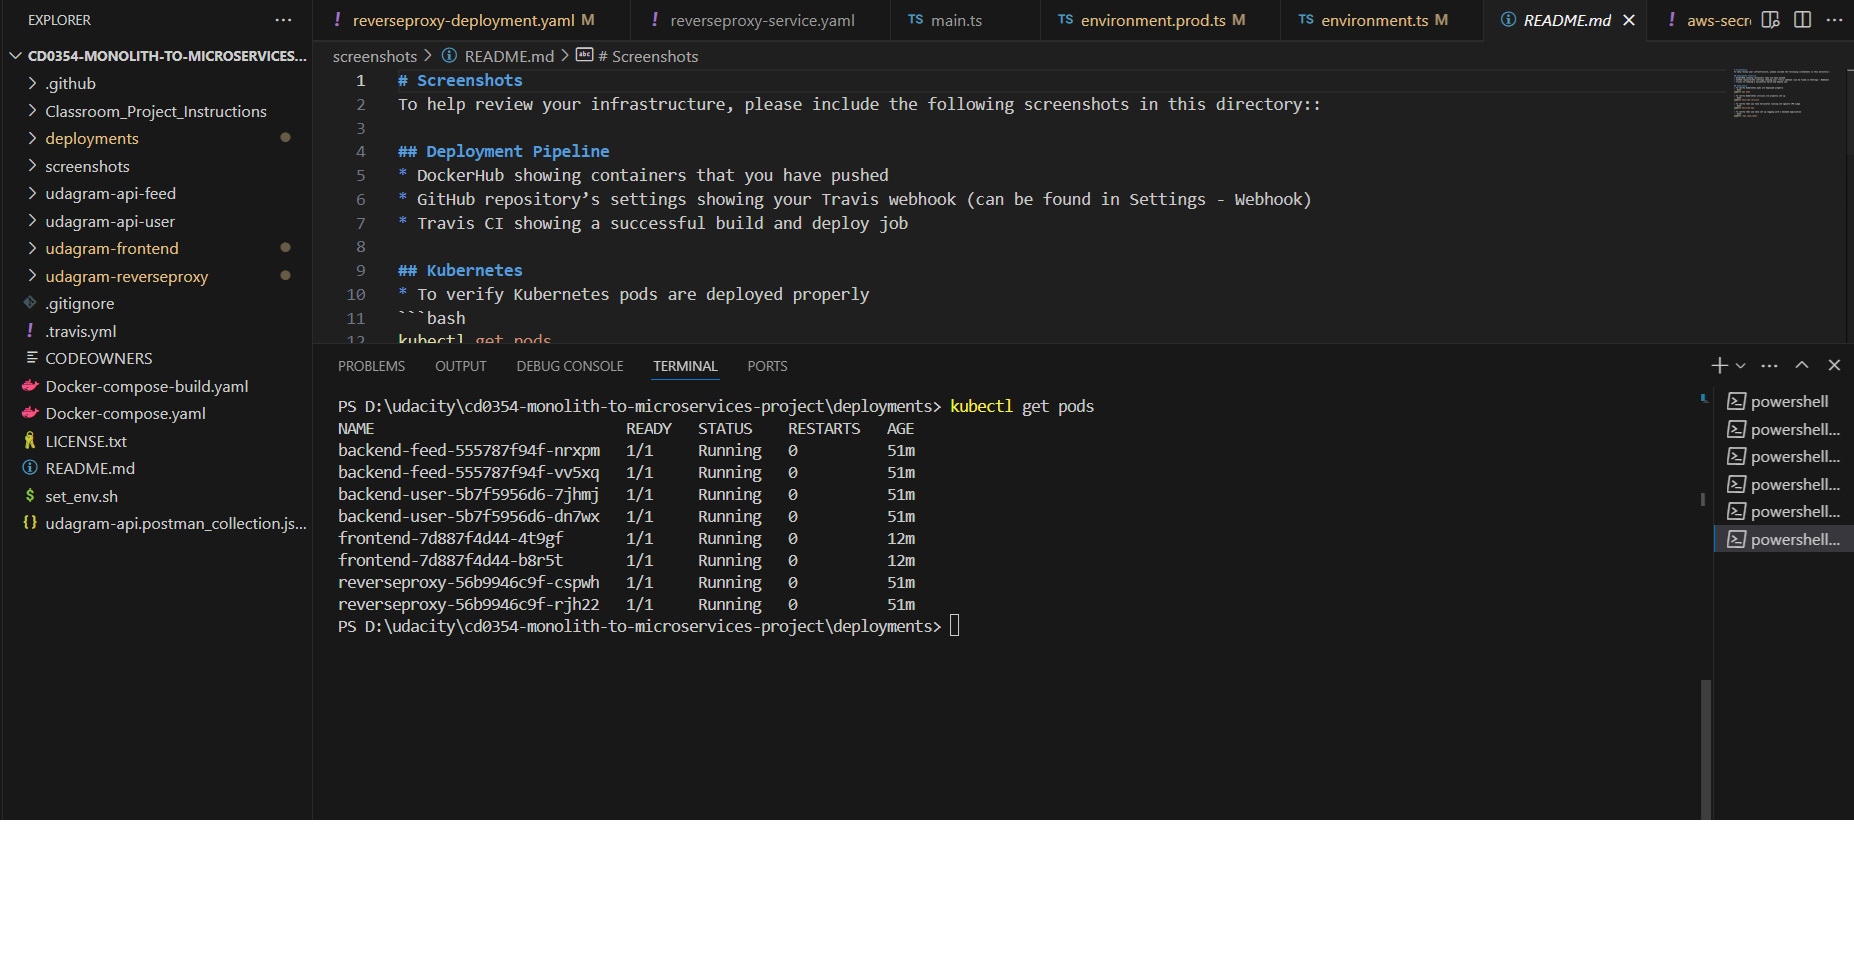 EXPLORER
CD0354-MONOLITH-TO-MICROSERVICES...
.github
Classroom_Project_Instructions
deployments
screenshots
udagram-api-feed
udagram-api-user
udagram-frontend
udagram-reverseproxy
.gitignore
! .travis.yml
CODEOWNERS
Docker-compose-build.yaml
Docker-compose.yaml
LICENSE.txt
README.md
$ set_env.sh
{} udagram-api.postman_collection.js...
! reverseproxy-deployment.yaml M
! reverseproxy-service.yaml
TS main.ts
TS environment.prod.ts M
TS environment.ts M
README.md
! aws-secr
screenshots > README.md > abc # Screenshots
1 # Screenshots
2 To help review your infrastructure, please include the following screenshots in this directory::
3
4 ## Deployment Pipeline
5 * DockerHub showing containers that you have pushed
6 * GitHub repository’s settings showing your Travis webhook (can be found in Settings - Webhook)
7 * Travis CI showing a successful build and deploy job
8
9 ## Kubernetes
10 * To verify Kubernetes pods are deployed properly
11 ```bash
12 kubectl get pods
PROBLEMS OUTPUT DEBUG CONSOLE TERMINAL PORTS
PS D:\udacity\cd0354-monolith-to-microservices-project\deployments> kubectl get pods
NAME READY STATUS RESTARTS AGE
backend-feed-555787f94f-nrxpm 1/1 Running 0 51m
backend-feed-555787f94f-vv5xq 1/1 Running 0 51m
backend-user-5b7f5956d6-7jhmj 1/1 Running 0 51m
backend-user-5b7f5956d6-dn7wx 1/1 Running 0 51m
frontend-7d887f4d44-4t9gf 1/1 Running 0 12m
frontend-7d887f4d44-b8r5t 1/1 Running 0 12m
reverseproxy-56b9946c9f-cspwh 1/1 Running 0 51m
reverseproxy-56b9946c9f-rjh22 1/1 Running 0 51m
PS D:\udacity\cd0354-monolith-to-microservices-project\deployments>
powershell
powershell...
powershell...
powershell...
powershell...
powershell...